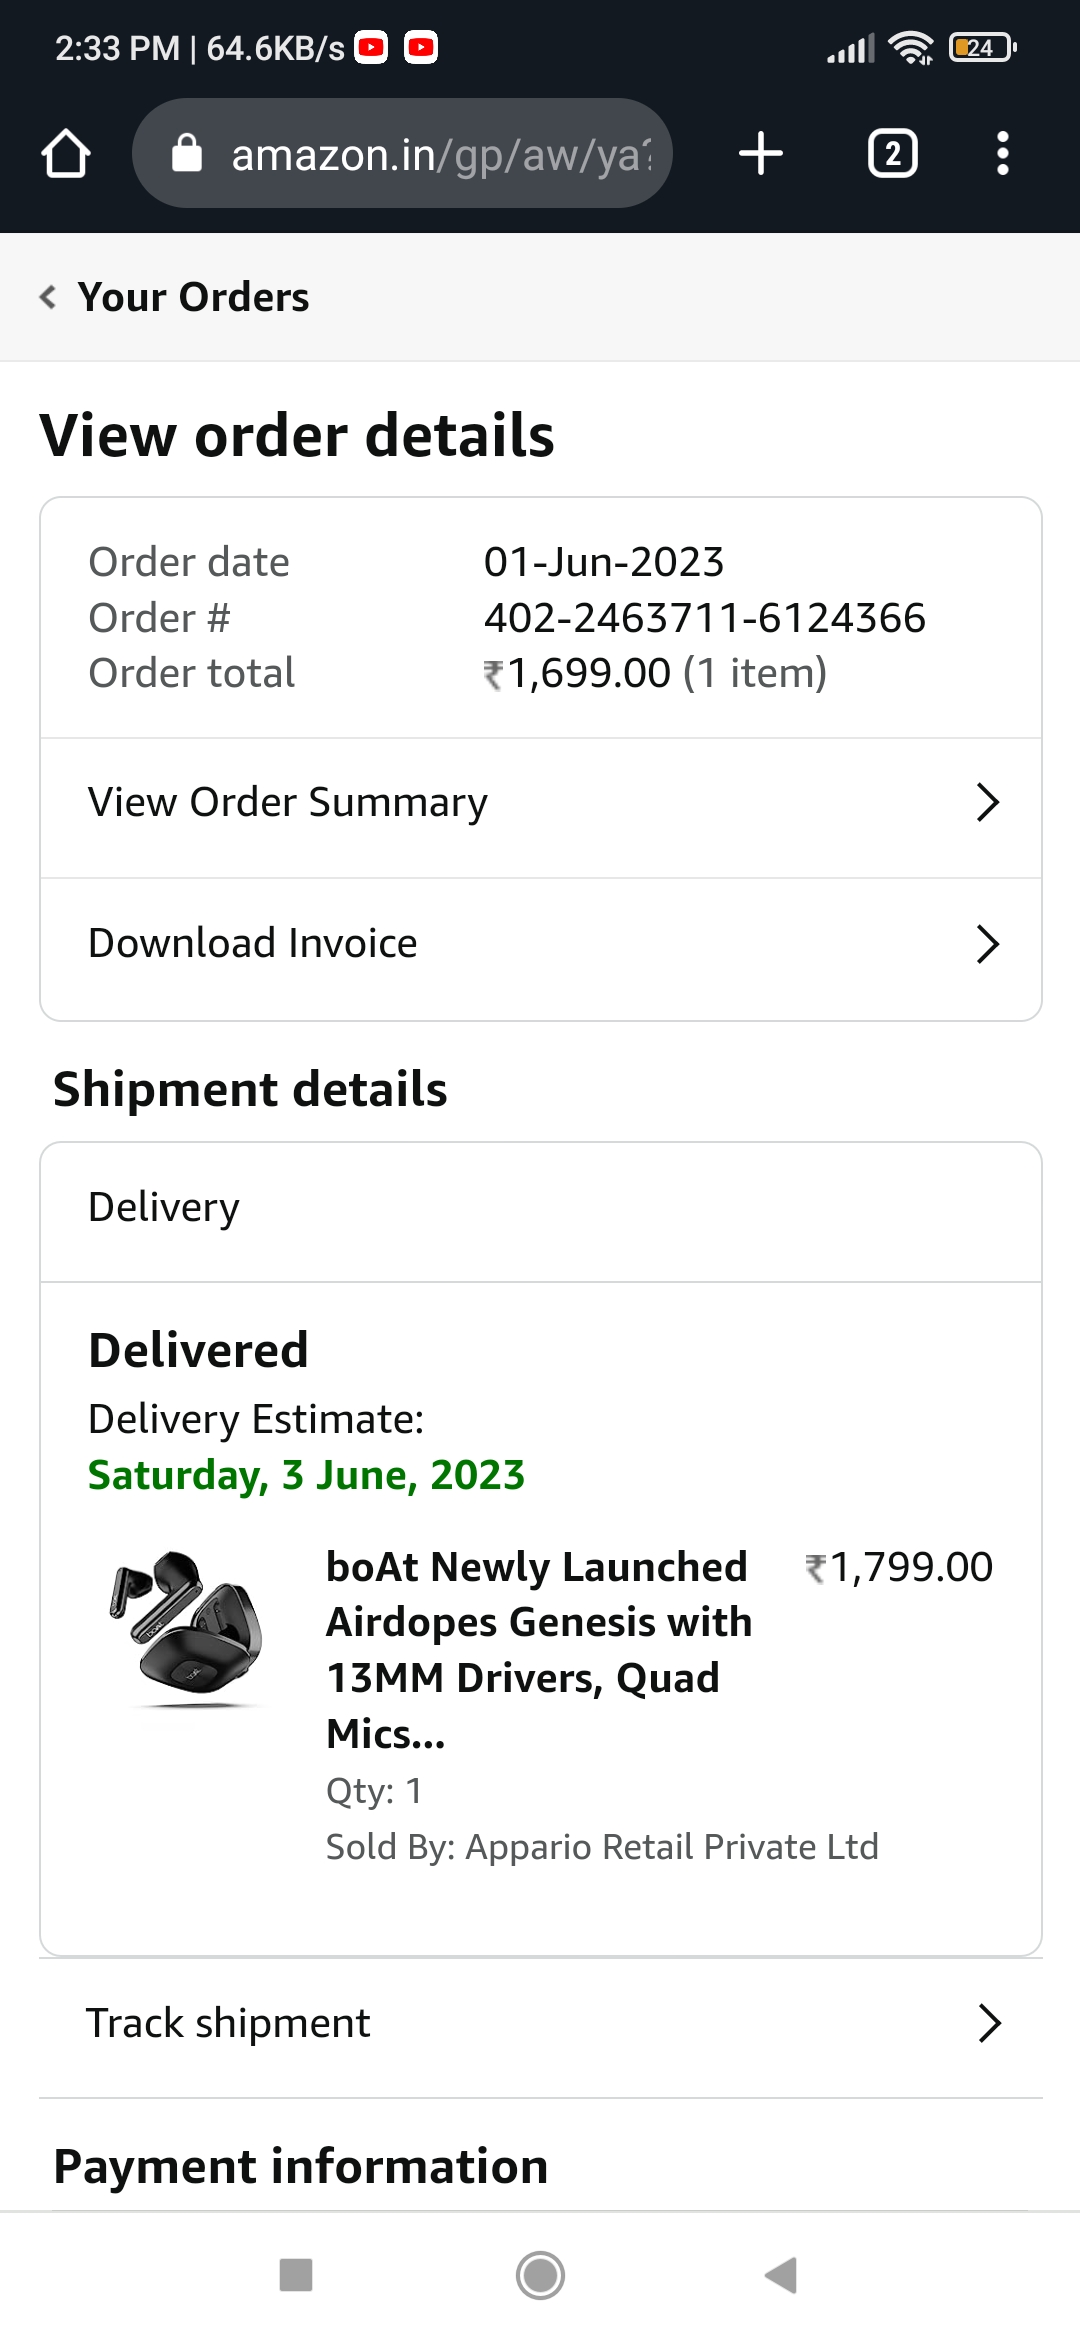 2:33 PM | 64.6KB/s
24
amazon.in/gp/aw/ya?
2
Your Orders
View order details
Order date 01-Jun-2023
Order # 402-2463711-6124366
Order total ₹1,699.00 (1 item)
View Order Summary
Download Invoice
Shipment details
Delivery
Delivered
Delivery Estimate:
Saturday, 3 June, 2023
boAt Newly Launched ₹1,799.00
Airdopes Genesis with
13MM Drivers, Quad
Mics...
Qty: 1
Sold By: Appario Retail Private Ltd
Track shipment
Payment information